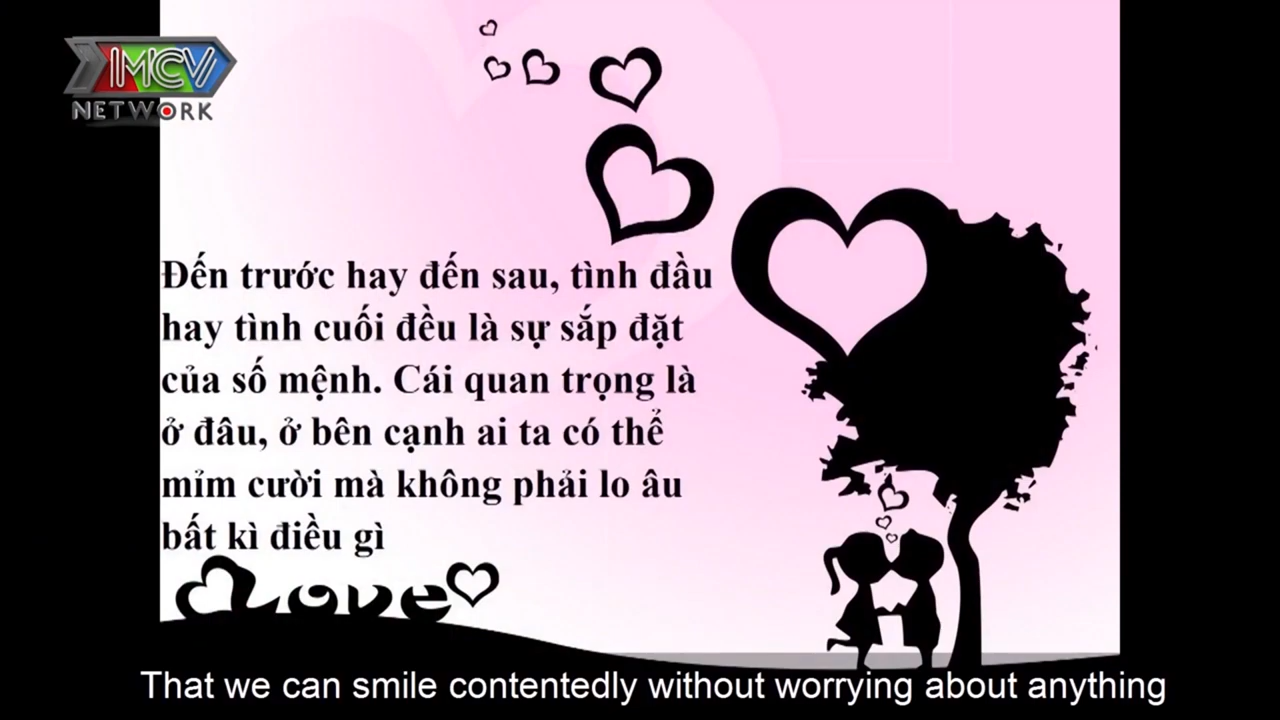 MCV
NETWORK
Đến trước hay đến sau, tình đầu
hay tình cuối đều là sự sắp đặt
của số mệnh. Cái quan trọng là
ở đâu, ở bên cạnh ai ta có thể
mỉm cười mà không phải lo âu
bất kì điều gì
Love
That we can smile contentedly without worrying about anything